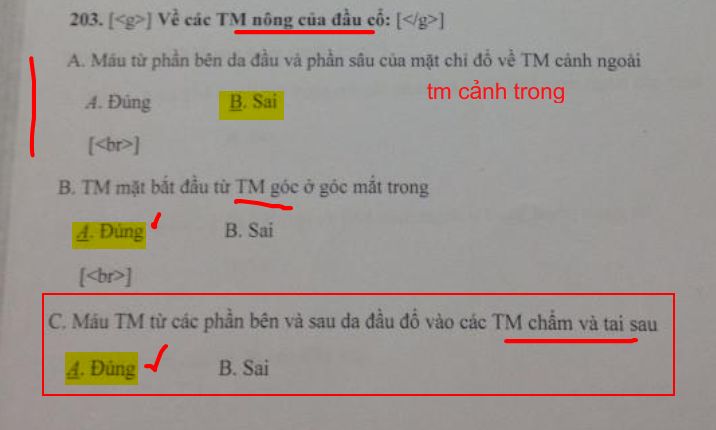 203. [<g>] Về các TM nông của đầu cổ: [</g>]
A. Máu từ phần bên da đầu và phần sâu của mặt chỉ đổ về TM cảnh ngoài
A. Đúng B. Sai tm cảnh trong
[<br>]
B. TM mặt bắt đầu từ TM góc ở góc mắt trong
A. Đúng B. Sai
[<br>]
C. Máu TM từ các phần bên và sau da đầu đổ vào các TM chẩm và tai sau
A. Đúng B. Sai